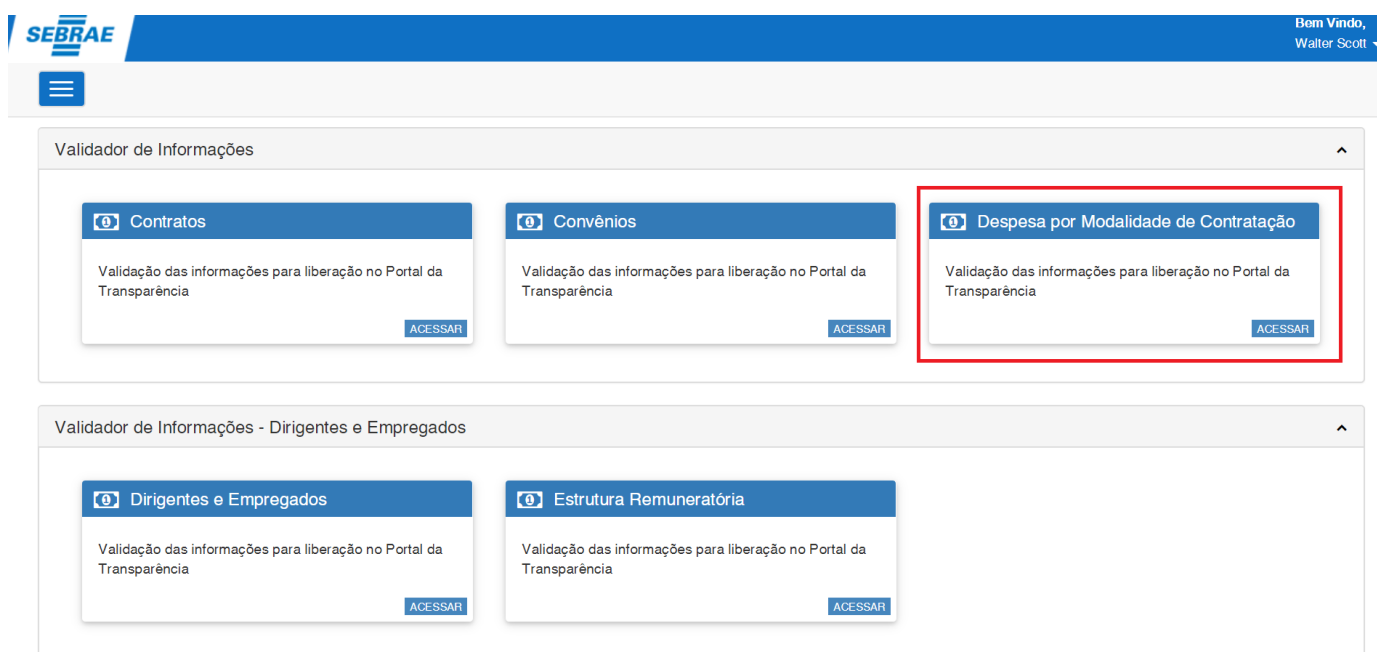 SEBRAE
Bem Vindo,
Walter Scott
Validador de Informações
Contratos
Validação das informações para liberação no Portal da
Transparência
ACESSAR
Convênios
Validação das informações para liberação no Portal da
Transparência
ACESSAR
Despesa por Modalidade de Contratação
Validação das informações para liberação no Portal da
Transparência
ACESSAR
Validador de Informações - Dirigentes e Empregados
Dirigentes e Empregados
Validação das informações para liberação no Portal da
Transparência
ACESSAR
Estrutura Remuneratória
Validação das informações para liberação no Portal da
Transparência
ACESSAR